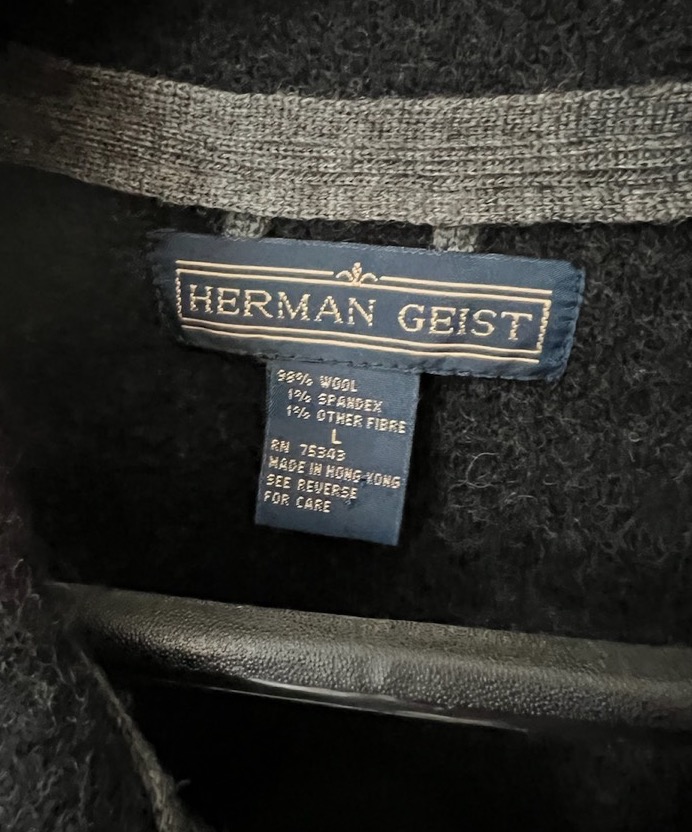 HERMAN GEIST
98% WOOL
1% SPANDEX
1% OTHER FIBRE
L
RN 75343
MADE IN HONG KONG
SEE REVERSE
FOR CARE